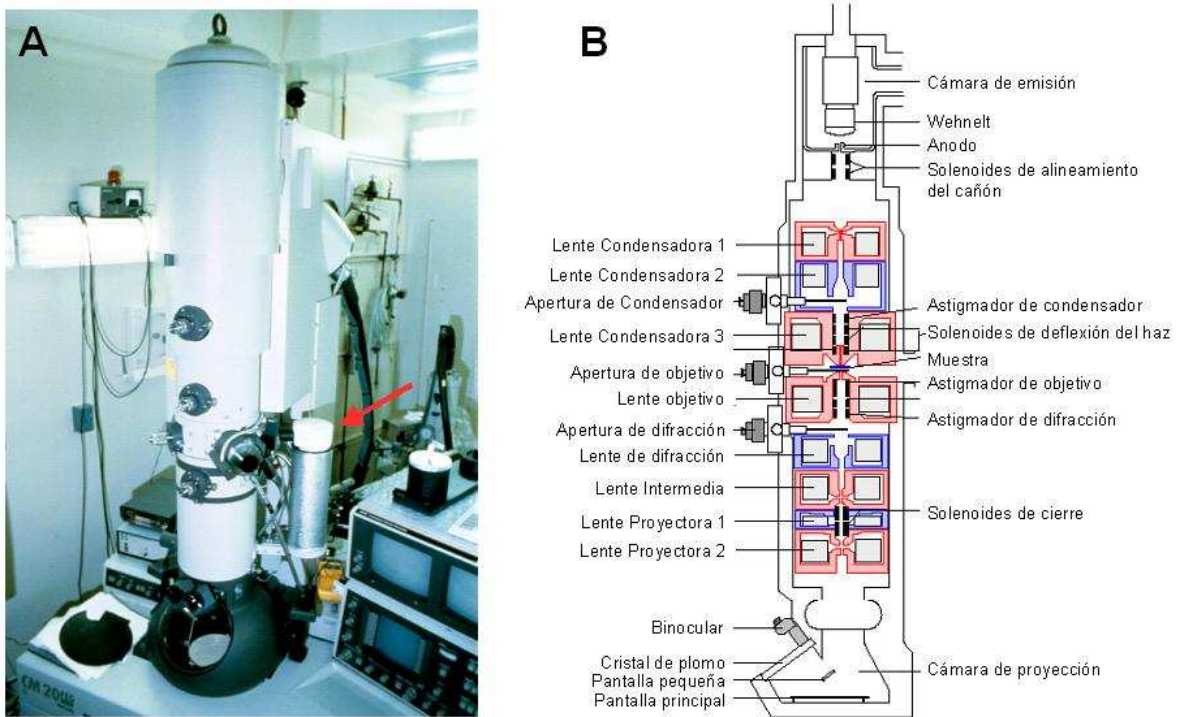 A
CM 20
B
Cámara de emisión
Wehnelt
Anodo
Solenoides de alineamiento
del cañón
Lente Condensadora 1
Lente Condensadora 2
Apertura de Condensador
Lente Condensadora 3
Apertura de objetivo
Lente objetivo
Apertura de difracción
Lente de difracción
Lente Intermedia
Lente Proyectora 1
Lente Proyectora 2
Astigmador de condensador
Solenoides de deflexión del haz
Muestra
Astigmador de objetivo
Astigmador de difracción
Solenoides de cierre
Binocular
Cristal de plomo
Pantalla pequeña
Pantalla principal
Cámara de proyección